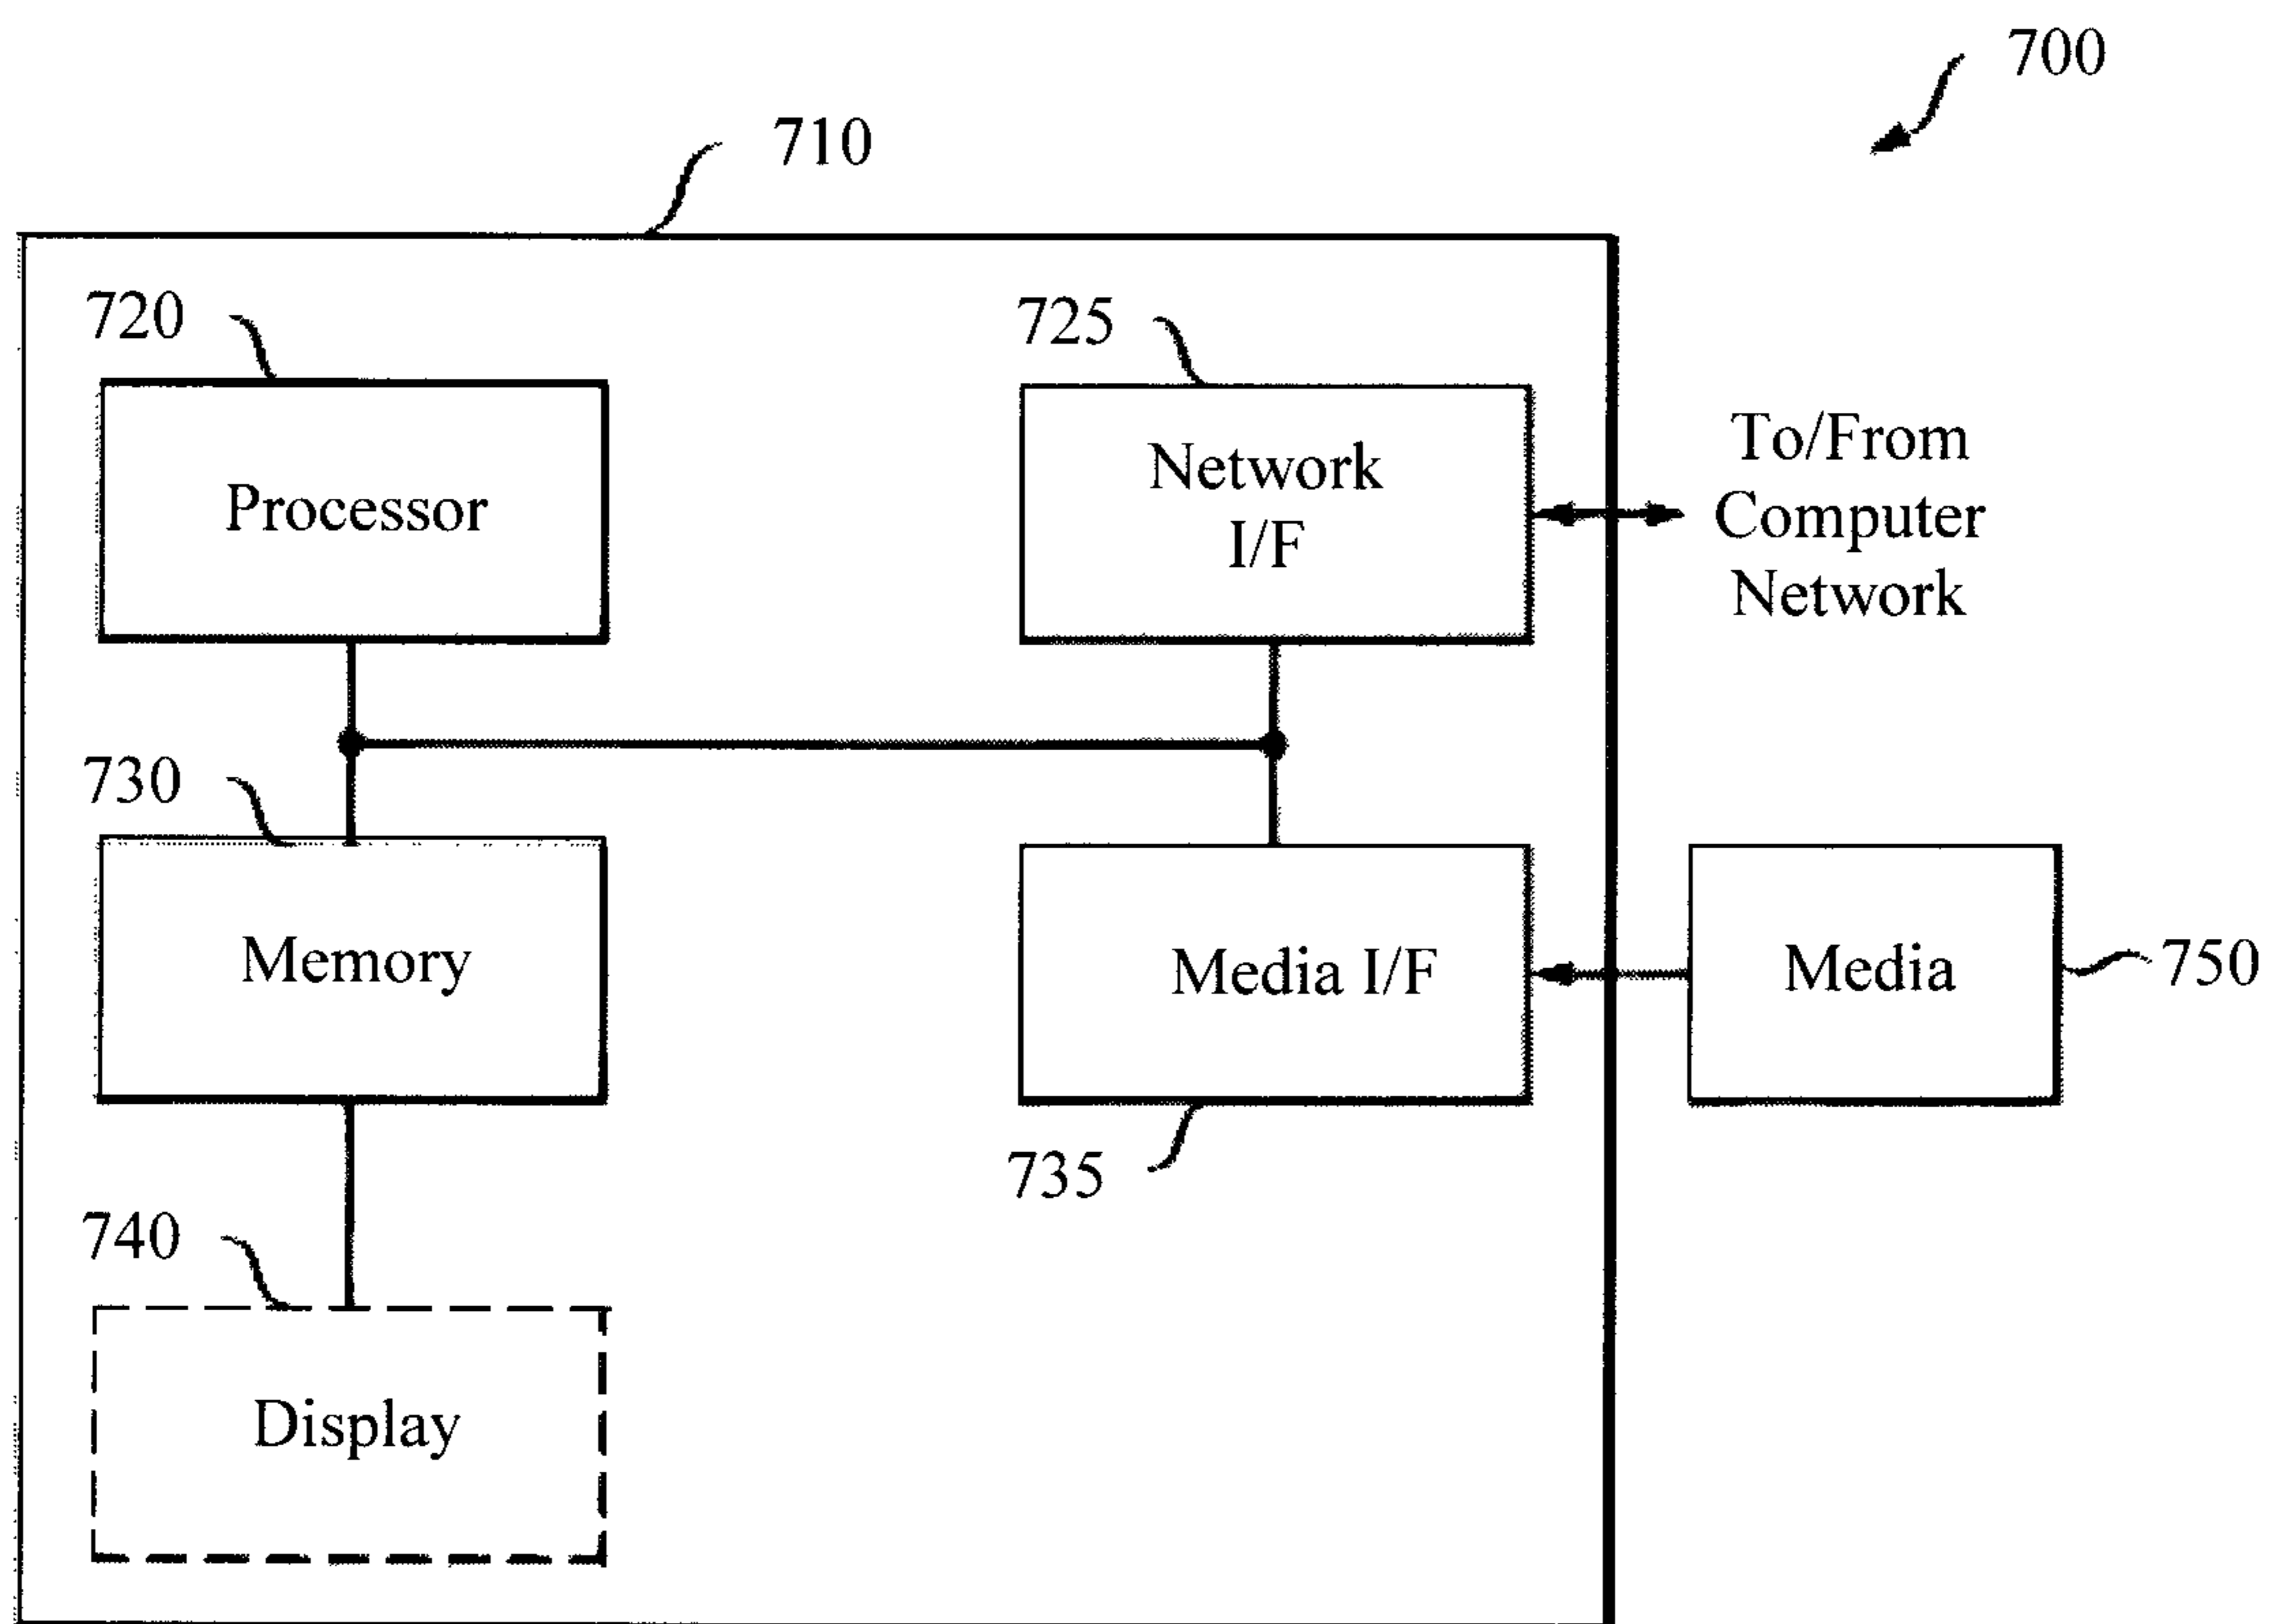 700
710
720
725
Processor
Network
I/F
To/From
Computer
Network
730
Memory
Media I/F
Media
750
735
740
Display